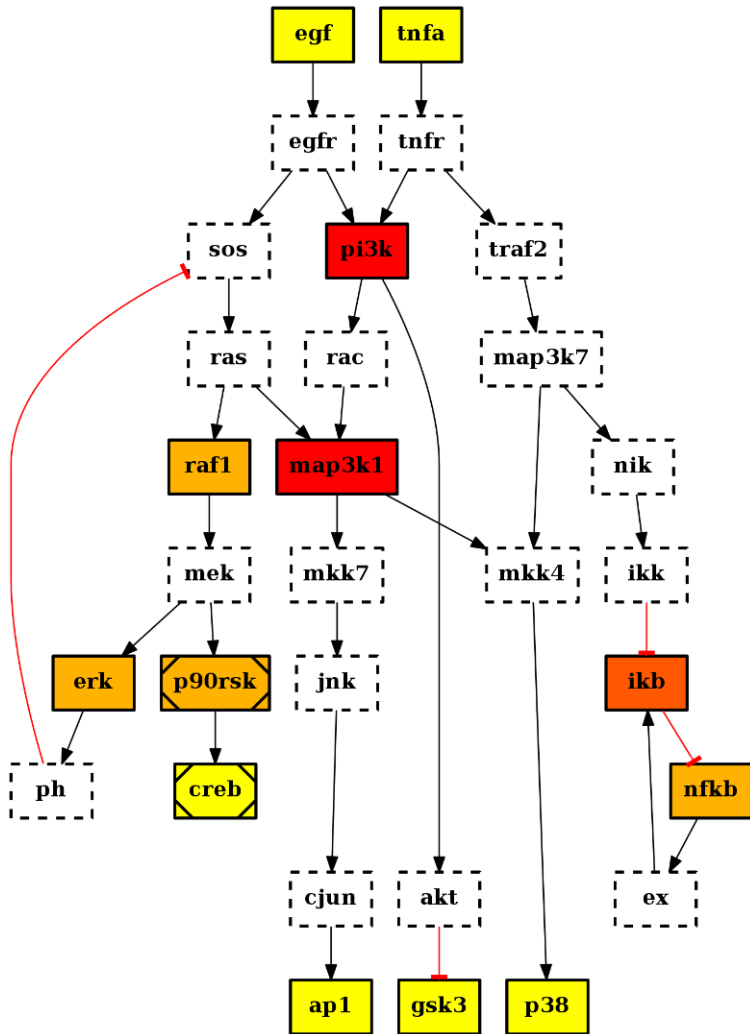 egf tnfa
egfr tnfr
sos pi3k traf2
ras rac map3k7
raf1 map3k1 nik
mek mkk7 mkk4 ikk
erk p90rsk jnk ikb
ph creb nfkb
cjun akt ex
ap1 gsk3 p38